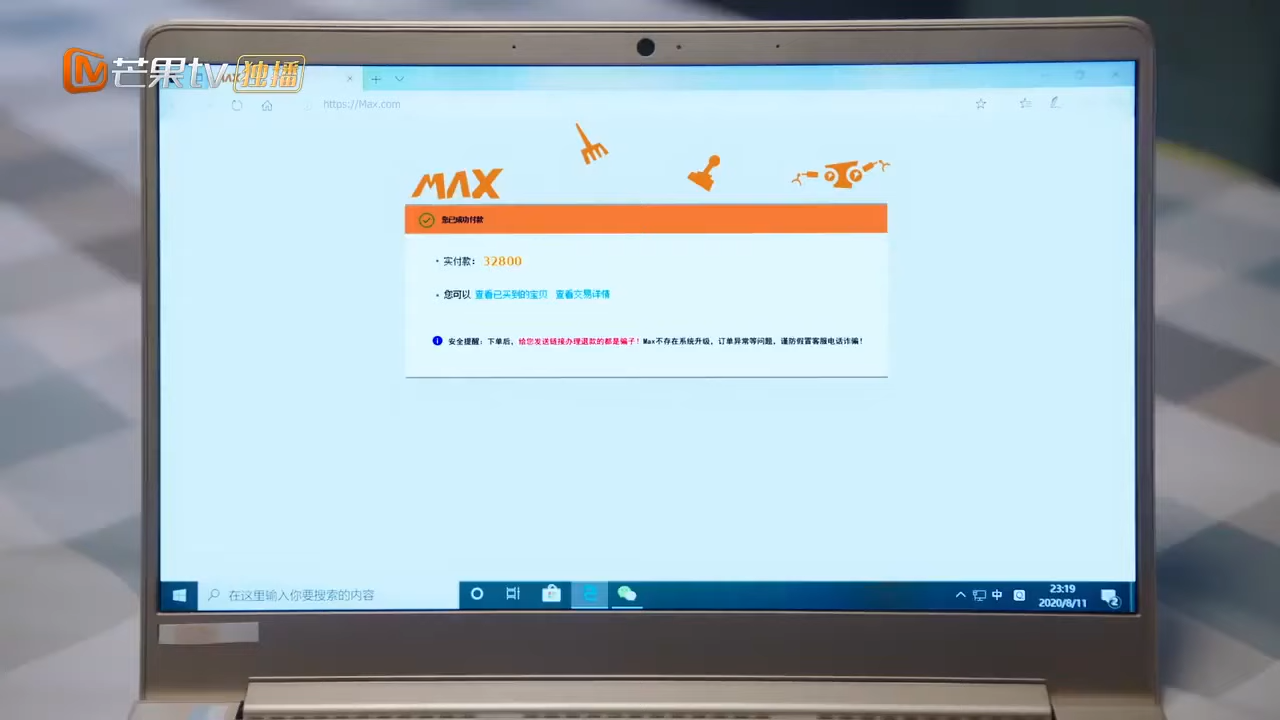 芒果tv独播
MAX
https://Max.com
MAX
您已成功付款
• 实付款： 32800
• 您可以 查看已买到的宝贝 查看交易详情
安全提醒：下单后，给您发送链接办理退款的都是骗子！Max不存在系统升级，订单异常等问题，谨防假冒客服电话诈骗！
在这里输入你要搜索的内容
中
23:19
2020/8/11
2